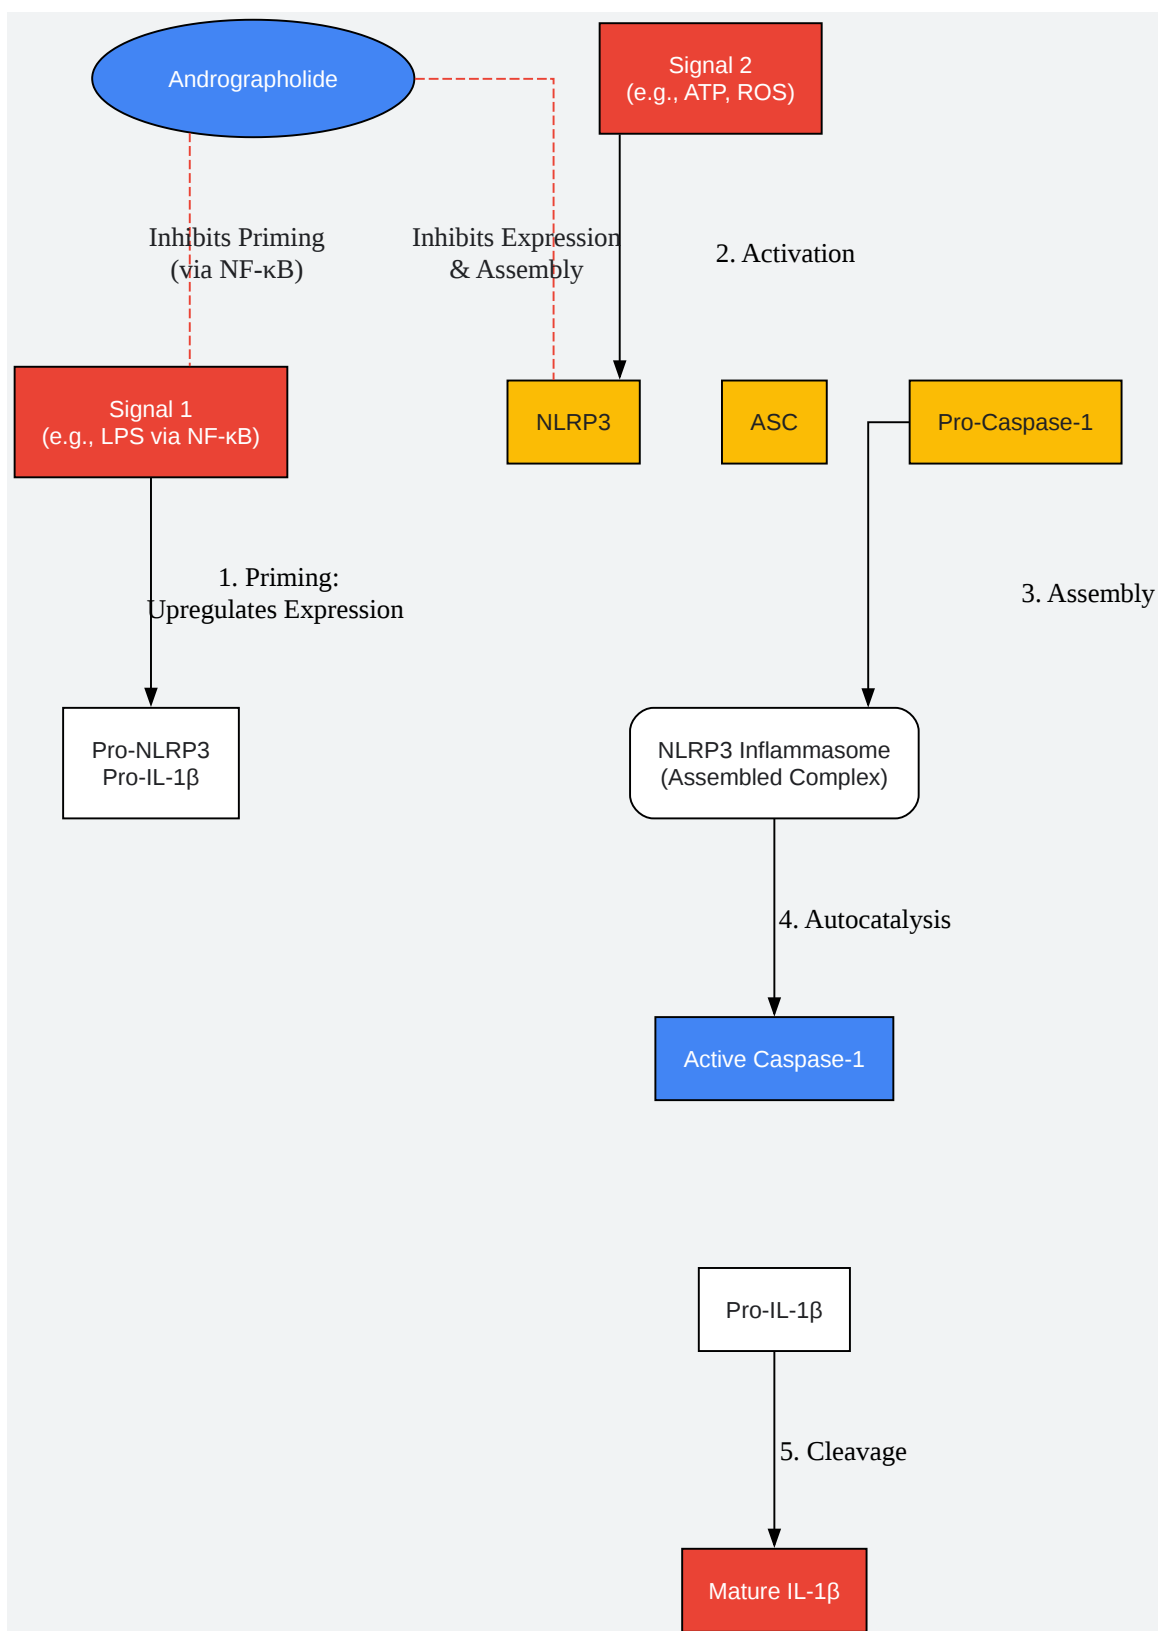 Andrographolide
Signal 2
(e.g., ATP, ROS)
Inhibits Priming
(via NF-κB)
Inhibits Expression
& Assembly
2. Activation
Signal 1
(e.g., LPS via NF-κB)
NLRP3
ASC
Pro-Caspase-1
1. Priming:
Upregulates Expression
3. Assembly
Pro-NLRP3
Pro-IL-1β
NLRP3 Inflammasome
(Assembled Complex)
4. Autocatalysis
Active Caspase-1
Pro-IL-1β
5. Cleavage
Mature IL-1β